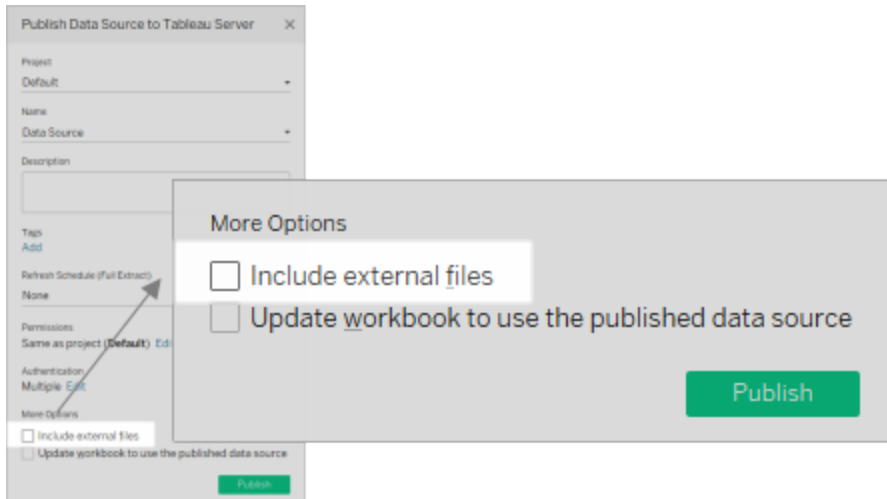 Publish Data Source to Tableau Server
Project
Default
Name
Data Source
Description
Tags
Add
Refresh Schedule (Full Extract)
None
Permissions
Same as project (Default) Edi
Authentication
Multiple Edit
More Options
Include external files
Update workbook to use the published data source
Publish
More Options
Include external files
Update workbook to use the published data source
Publish